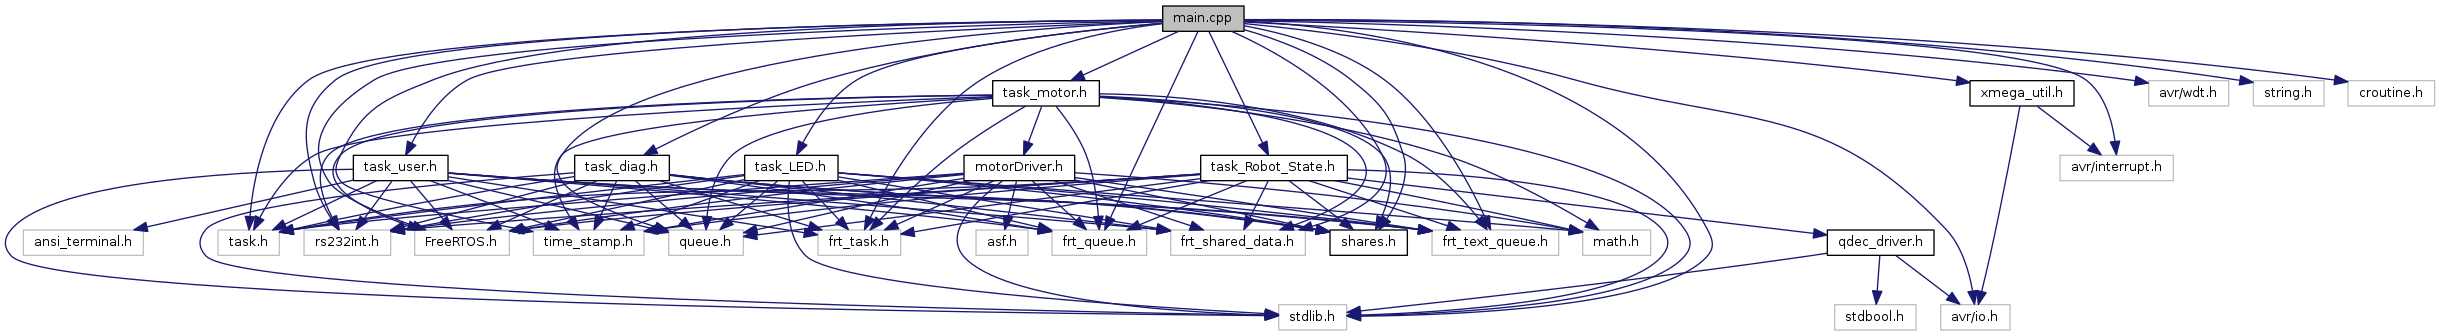 main.cpp
task_motor.h
xmega_util.h
avr/wdt.h
string.h
croutine.h
task_user.h
task_diag.h
task_LED.h
motorDriver.h
task_Robot_State.h
avr/interrupt.h
ansi_terminal.h
task.h
rs232int.h
FreeRTOS.h
time_stamp.h
queue.h
frt_task.h
asf.h
frt_queue.h
frt_shared_data.h
shares.h
frt_text_queue.h
math.h
qdec_driver.h
stdlib.h
stdbool.h
avr/io.h